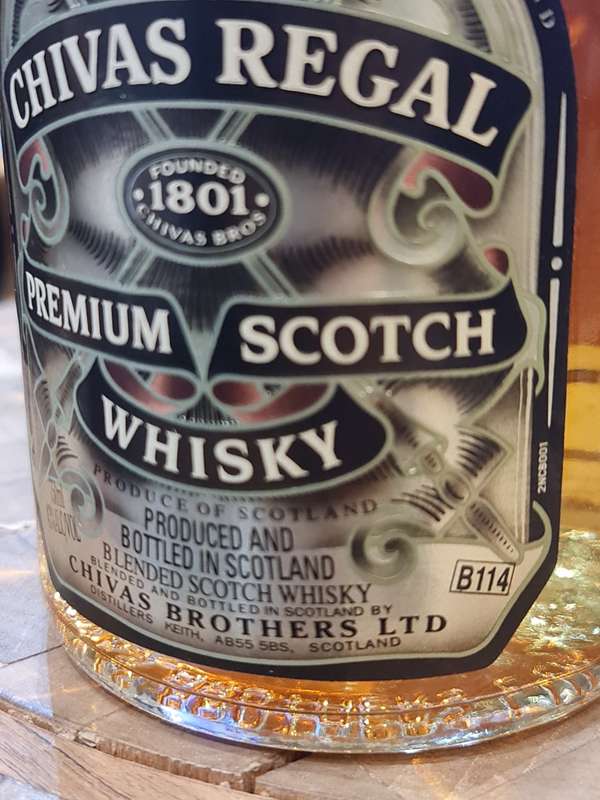 CHIVAS REGAL
FOUNDED
1801
CHIVAS BROS
PREMIUM SCOTCH
WHISKY
PRODUCE OF SCOTLAND
PRODUCED AND
BOTTLED IN SCOTLAND
BLENDED SCOTCH WHISKY
BLENDED AND BOTTLED IN SCOTLAND BY
CHIVAS BROTHERS LTD
DISTILLERS KEITH, AB55 5BS, SCOTLAND
B114
2NCB001